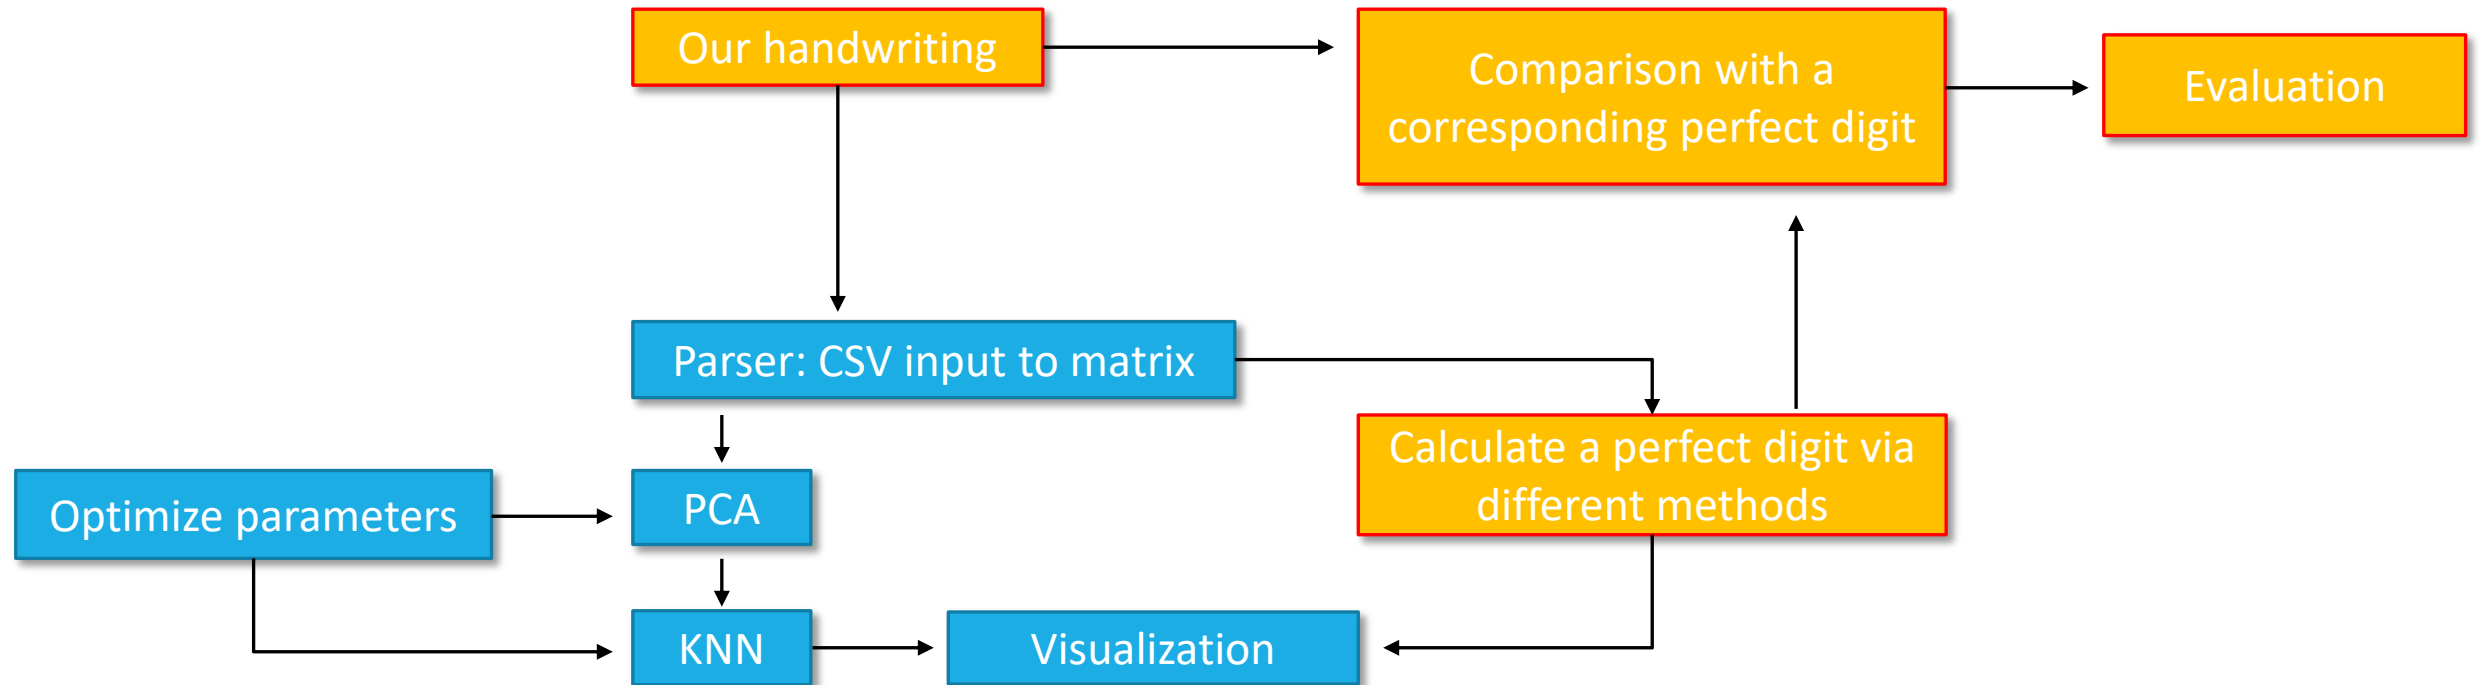 Our handwriting
Comparison with a
corresponding perfect digit
Evaluation
Parser: CSV input to matrix
Calculate a perfect digit via
different methods
Optimize parameters
PCA
KNN
Visualization